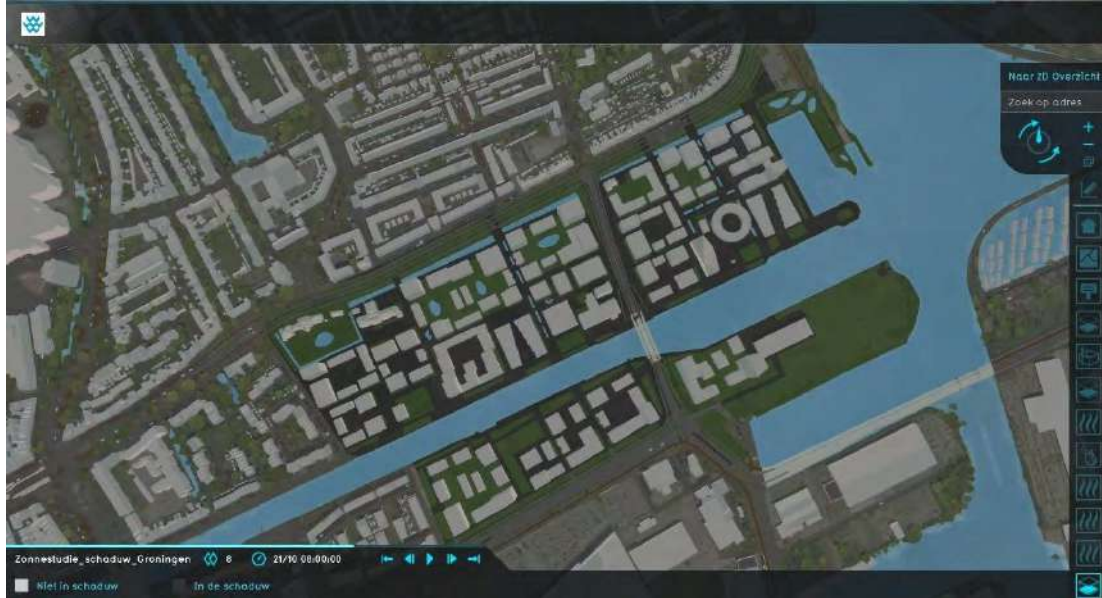 Naar 2D Overzicht
Zoek op adres
Zonnestudie_schaduw_Groningen 8 21/10 08:00:00
Niet in schaduw In de schaduw